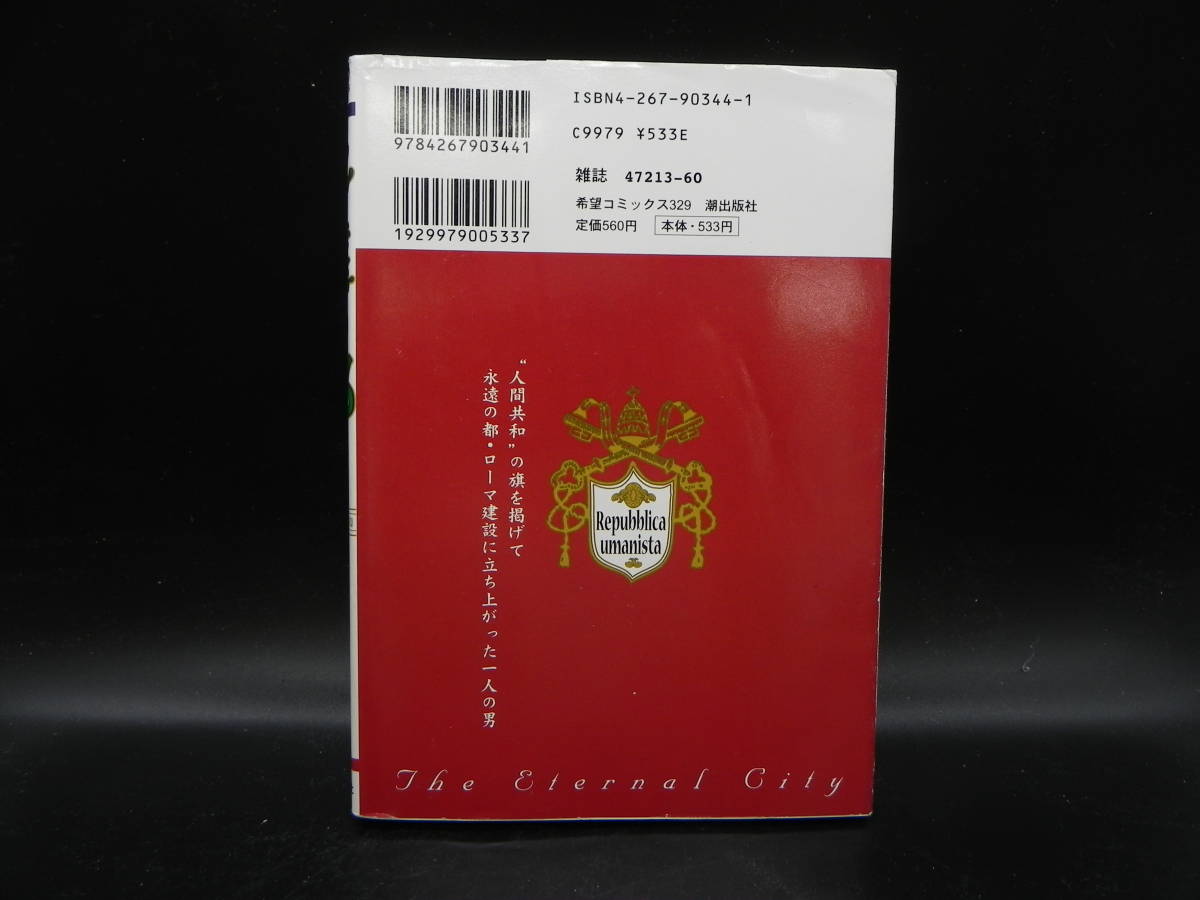 ISBN4-267-90344-1
9784267903441
C9979 ¥533E
雑誌 47213-60
希望コミックス329 潮出版社
定価560円 本体・533円
1929979005337
“人間共和”の旗を掲げて
永遠の都・ローマ建設に立ち上がった一人の男
Repubblica
umanista
The Eternal City